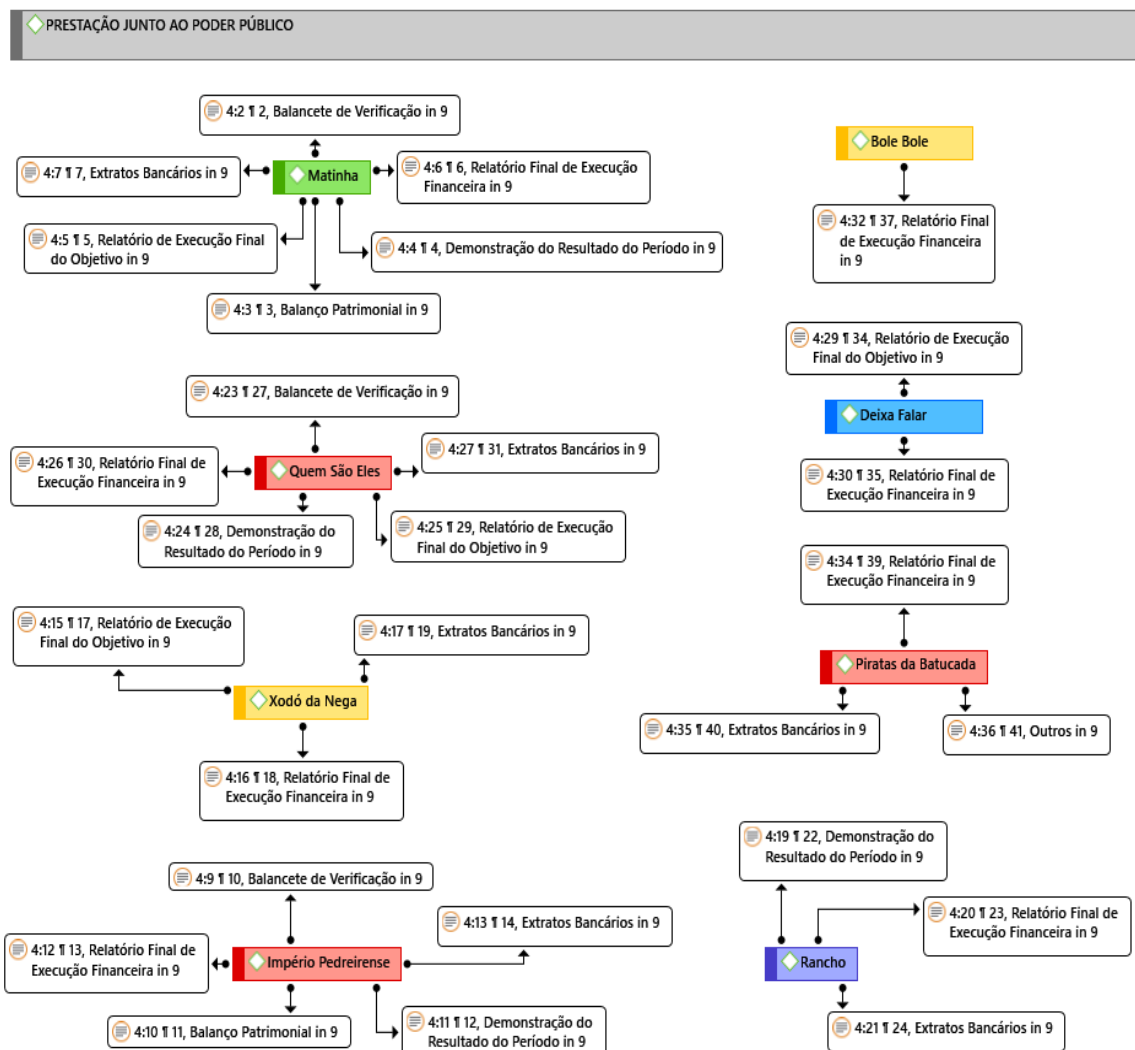 PRESTAÇÃO JUNTO AO PODER PÚBLICO
4:2 ¶ 2, Balancete de Verificação in 9
4:7 ¶ 7, Extratos Bancários in 9
Matinha
4:6 ¶ 6, Relatório Final de Execução
Financeira in 9
4:5 ¶ 5, Relatório de Execução Final
do Objetivo in 9
4:4 ¶ 4, Demonstração do Resultado do Período in 9
4:3 ¶ 3, Balanço Patrimonial in 9
Bole Bole
4:32 ¶ 37, Relatório Final
de Execução Financeira
in 9
4:29 ¶ 34, Relatório de Execução
Final do Objetivo in 9
Deixa Falar
4:30 ¶ 35, Relatório Final de
Execução Financeira in 9
4:23 ¶ 27, Balancete de Verificação in 9
4:26 ¶ 30, Relatório Final de
Execução Financeira in 9
Quem São Eles
4:27 ¶ 31, Extratos Bancários in 9
4:24 ¶ 28, Demonstração do
Resultado do Período in 9
4:25 ¶ 29, Relatório de Execução
Final do Objetivo in 9
4:34 ¶ 39, Relatório Final de
Execução Financeira in 9
Piratas da Batucada
4:35 ¶ 40, Extratos Bancários in 9
4:36 ¶ 41, Outros in 9
4:15 ¶ 17, Relatório de Execução
Final do Objetivo in 9
4:17 ¶ 19, Extratos Bancários in 9
Xodó da Nega
4:16 ¶ 18, Relatório Final de
Execução Financeira in 9
4:9 ¶ 10, Balancete de Verificação in 9
4:13 ¶ 14, Extratos Bancários in 9
4:12 ¶ 13, Relatório Final de
Execução Financeira in 9
Império Pedreirense
4:10 ¶ 11, Balanço Patrimonial in 9
4:11 ¶ 12, Demonstração do
Resultado do Período in 9
4:19 ¶ 22, Demonstração do
Resultado do Período in 9
4:20 ¶ 23, Relatório Final de
Execução Financeira in 9
Rancho
4:21 ¶ 24, Extratos Bancários in 9